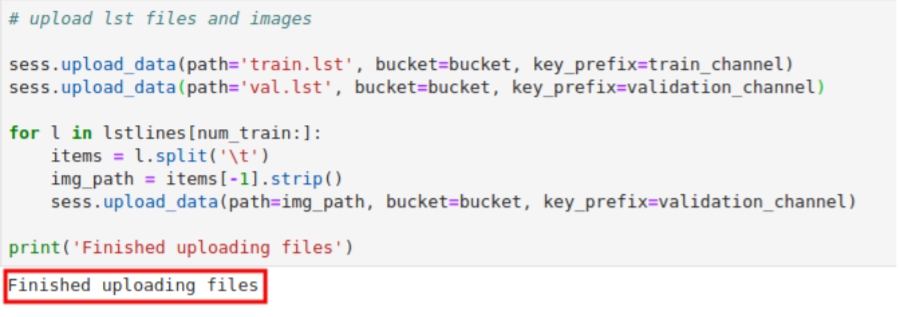 # upload lst files and images
sess.upload_data(path='train.lst', bucket=bucket, key_prefix=train_channel)
sess.upload_data(path='val.lst', bucket=bucket, key_prefix=validation_channel)
for l in lstlines[num_train:]:
    items = l.split('\t')
    img_path = items[-1].strip()
    sess.upload_data(path=img_path, bucket=bucket, key_prefix=validation_channel)
print('Finished uploading files')
Finished uploading files